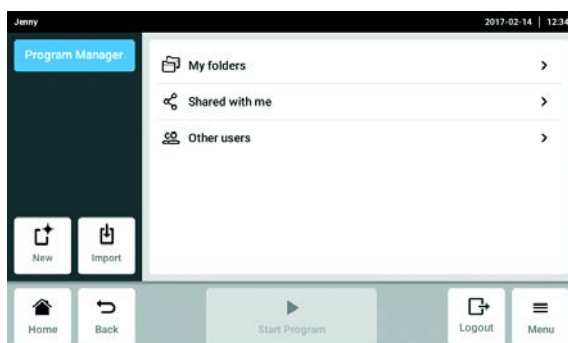 Jenny 2017-02-14 | 12:34
Program Manager
My folders
Shared with me
Other users
New Import
Home Back Start Program Logout Menu